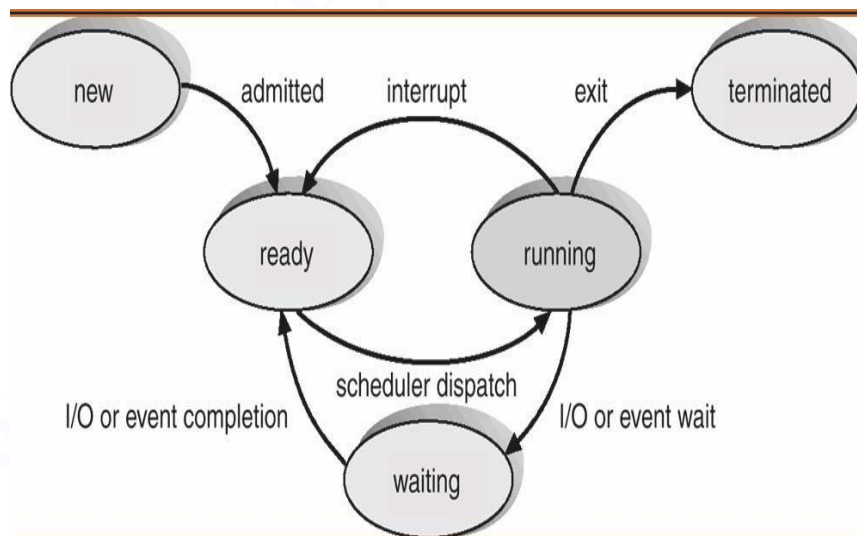 new
admitted
interrupt
exit
terminated
ready
running
scheduler dispatch
I/O or event completion
I/O or event wait
waiting